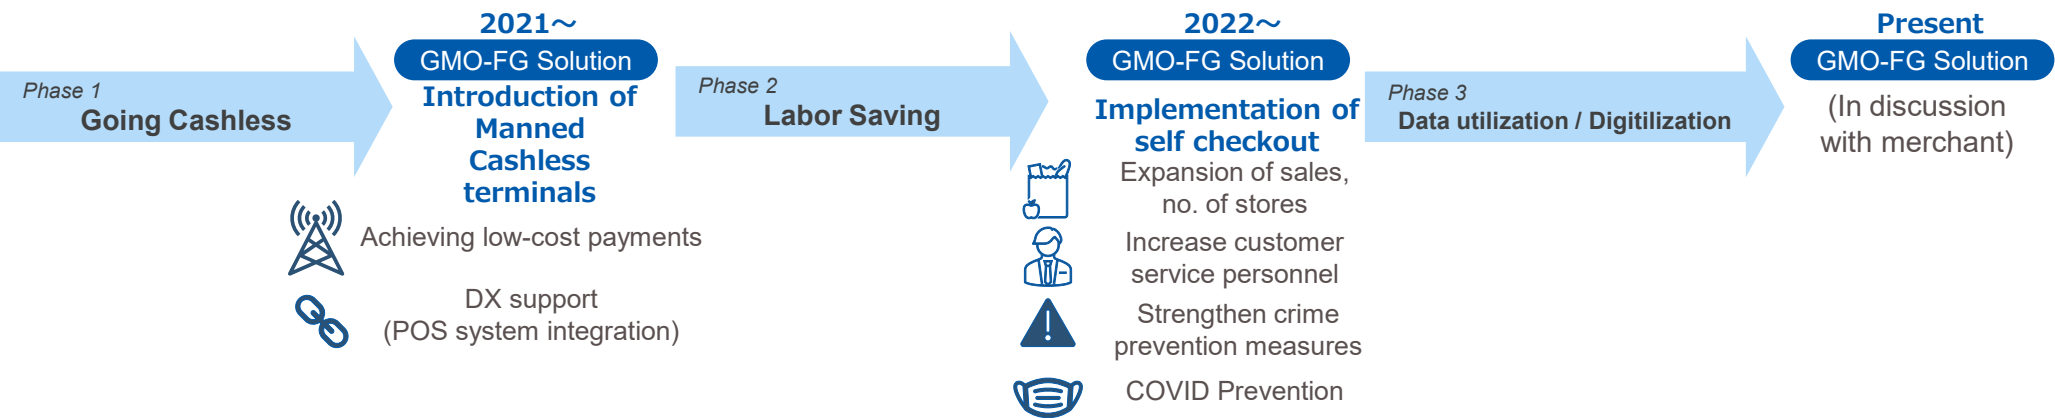 Phase 1
Going Cashless
2021～
GMO-FG Solution
Introduction of
Manned
Cashless
terminals
Achieving low-cost payments
DX support
(POS system integration)
Phase 2
Labor Saving
2022～
GMO-FG Solution
Implementation of
self checkout
Expansion of sales,
no. of stores
Increase customer
service personnel
Strengthen crime
prevention measures
COVID Prevention
Phase 3
Data utilization / Digitilization
Present
GMO-FG Solution
(In discussion
with merchant)